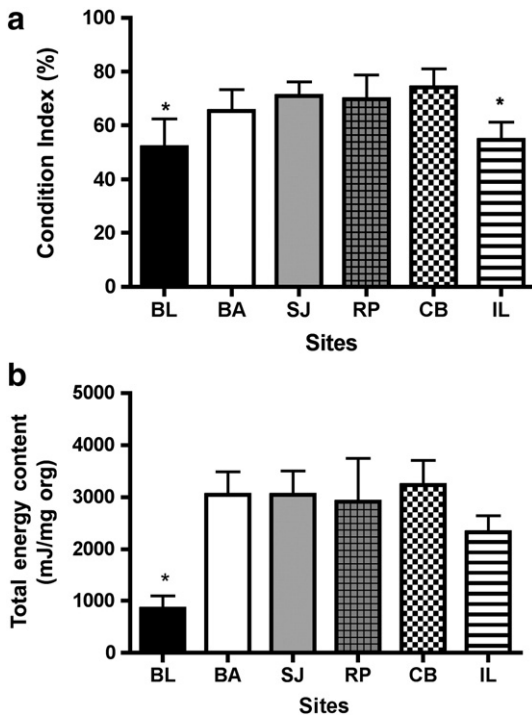 a
Condition Index (%)
100
80
60
40
20
0
*
*
BL BA SJ RP CB IL
Sites
b
Total energy content
(mJ/mg org)
5000
4000
3000
2000
1000
0
*
BL BA SJ RP CB IL
Sites